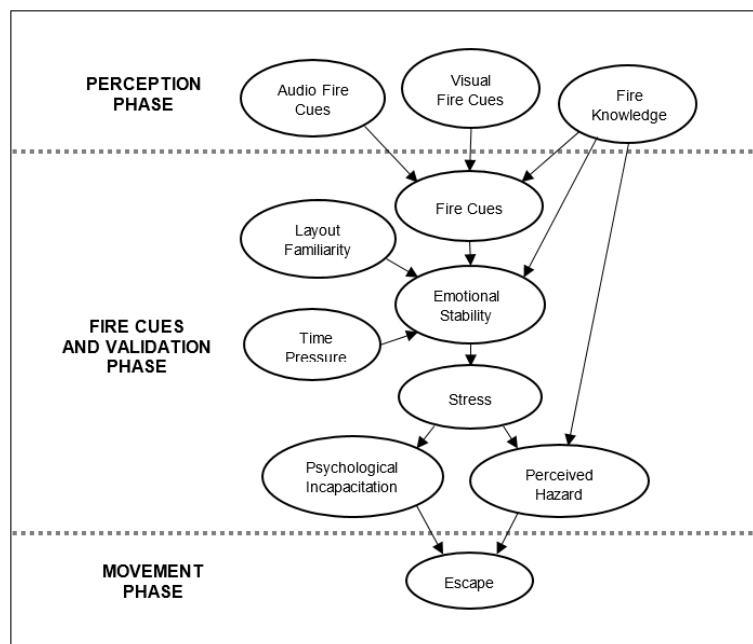 PERCEPTION
PHASE
Audio Fire
Cues
Visual
Fire Cues
Fire
Knowledge
Fire Cues
Layout
Familiarity
FIRE CUES
AND VALIDATION
PHASE
Emotional
Stability
Time
Pressure
Stress
Psychological
Incapacitation
Perceived
Hazard
MOVEMENT
PHASE
Escape